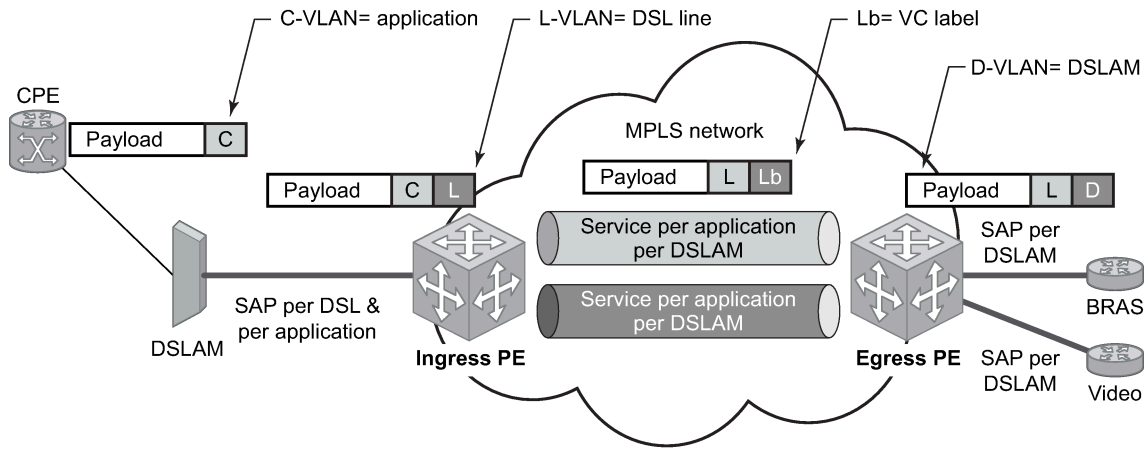 C-VLAN= application
L-VLAN= DSL line
Lb= VC label
D-VLAN= DSLAM
CPE
Payload C
MPLS network
Payload C L
Payload L Lb
Payload L D
Service per application
per DSLAM
SAP per
DSLAM
SAP per DSL &
per application
Service per application
per DSLAM
BRAS
DSLAM
Ingress PE
Egress PE
SAP per
DSLAM
Video